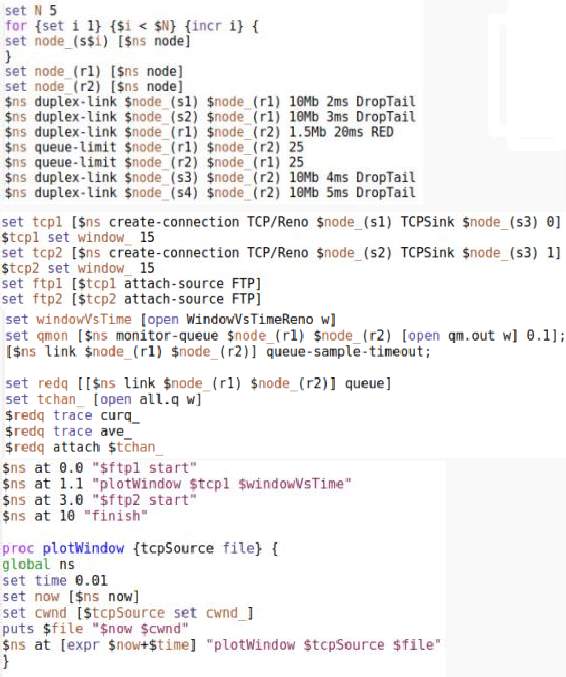 set N 5
for {set i 1} {$i < $N} {incr i} {
set node_(s$i) [$ns node]
}
set node_(r1) [$ns node]
set node_(r2) [$ns node]
$ns duplex-link $node_(s1) $node_(r1) 10Mb 2ms DropTail
$ns duplex-link $node_(s2) $node_(r1) 10Mb 3ms DropTail
$ns duplex-link $node_(r1) $node_(r2) 1.5Mb 20ms RED
$ns queue-limit $node_(r1) $node_(r2) 25
$ns queue-limit $node_(r2) $node_(r1) 25
$ns duplex-link $node_(s3) $node_(r2) 10Mb 4ms DropTail
$ns duplex-link $node_(s4) $node_(r2) 10Mb 5ms DropTail
set tcp1 [$ns create-connection TCP/Reno $node_(s1) TCPSink $node_(s3) 0]
$tcp1 set window_ 15
set tcp2 [$ns create-connection TCP/Reno $node_(s2) TCPSink $node_(s3) 1]
$tcp2 set window_ 15
set ftp1 [$tcp1 attach-source FTP]
set ftp2 [$tcp2 attach-source FTP]
set windowVsTime [open WindowVsTimeReno w]
set qmon [$ns monitor-queue $node_(r1) $node_(r2) [open qm.out w] 0.1];
[$ns link $node_(r1) $node_(r2)] queue-sample-timeout;
set redq [[$ns link $node_(r1) $node_(r2)] queue]
set tchan_ [open all.q w]
$redq trace curq_
$redq trace ave_
$redq attach $tchan_
$ns at 0.0 "$ftp1 start"
$ns at 1.1 "plotWindow $tcp1 $windowVsTime"
$ns at 3.0 "$ftp2 start"
$ns at 10 "finish"
proc plotWindow {tcpSource file} {
global ns
set time 0.01
set now [$ns now]
set cwnd [$tcpSource set cwnd_]
puts $file "$now $cwnd"
$ns at [expr $now+$time] "plotWindow $tcpSource $file"
}